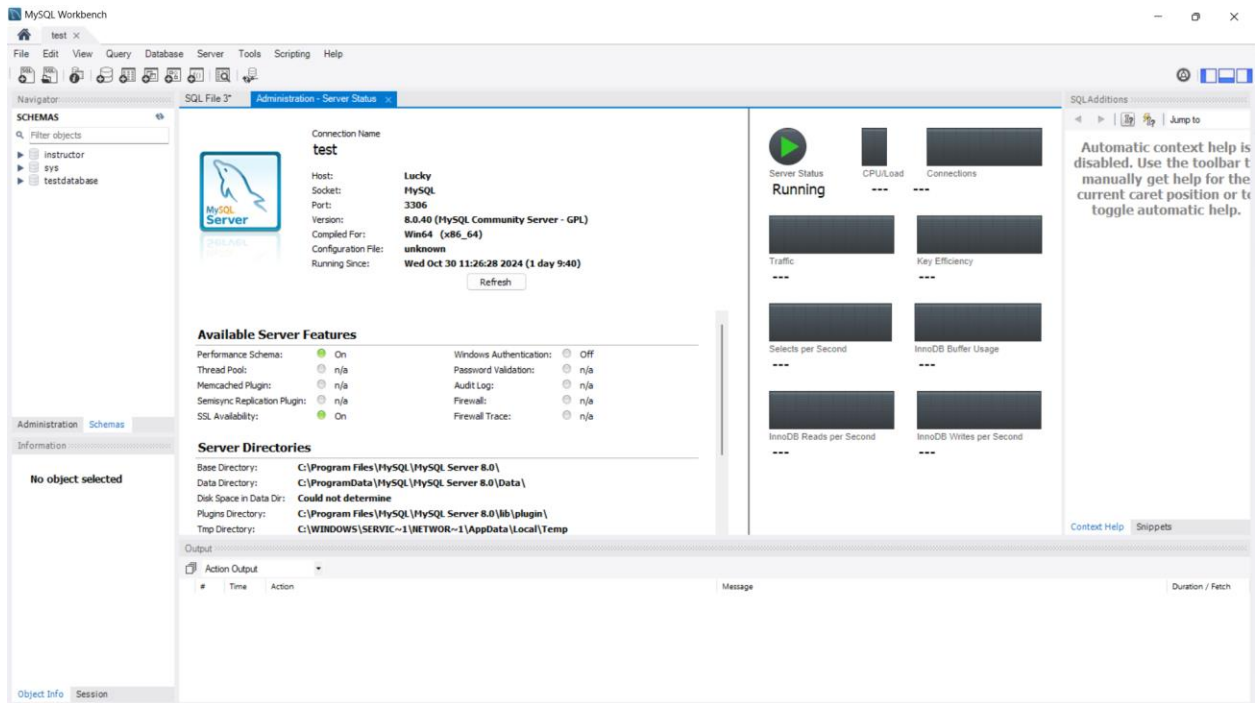 MySQL Workbench
test
File Edit View Query Database Server Tools Scripting Help
Navigator
SCHEMAS
Filter objects
instructor
sys
testdatabase
Administration Schemas
Information
No object selected
Object Info Session
SQL File 3* Administration - Server Status
MySQL
Server
Connection Name
test
Host: Lucky
Socket: MySQL
Port: 3306
Version: 8.0.40 (MySQL Community Server - GPL)
Compiled For: Win64 (x86_64)
Configuration File: unknown
Running Since: Wed Oct 30 11:26:28 2024 (1 day 9:40)
Refresh
Available Server Features
Performance Schema: On Windows Authentication: Off
Thread Pool: n/a Password Validation: n/a
Memcached Plugin: n/a Audit Log: n/a
Semisync Replication Plugin: n/a Firewall: n/a
SSL Availability: On Firewall Trace: n/a
Server Directories
Base Directory: C:\Program Files\MySQL\MySQL Server 8.0\
Data Directory: C:\ProgramData\MySQL\MySQL Server 8.0\Data\
Disk Space in Data Dir: Could not determine
Plugins Directory: C:\Program Files\MySQL\MySQL Server 8.0\lib\plugin\
Tmp Directory: C:\WINDOWS\SERVIC~1\NETWOR~1\AppData\Local\Temp
Server Status CPU/Load Connections
Running --- ---
Traffic Key Efficiency
--- ---
Selects per Second InnoDB Buffer Usage
--- ---
InnoDB Reads per Second InnoDB Writes per Second
--- ---
SQLAdditions
Jump to
Automatic context help is
disabled. Use the toolbar t
manually get help for the
current caret position or to
toggle automatic help.
Context Help Snippets
Output
Action Output
# Time Action Message Duration / Fetch